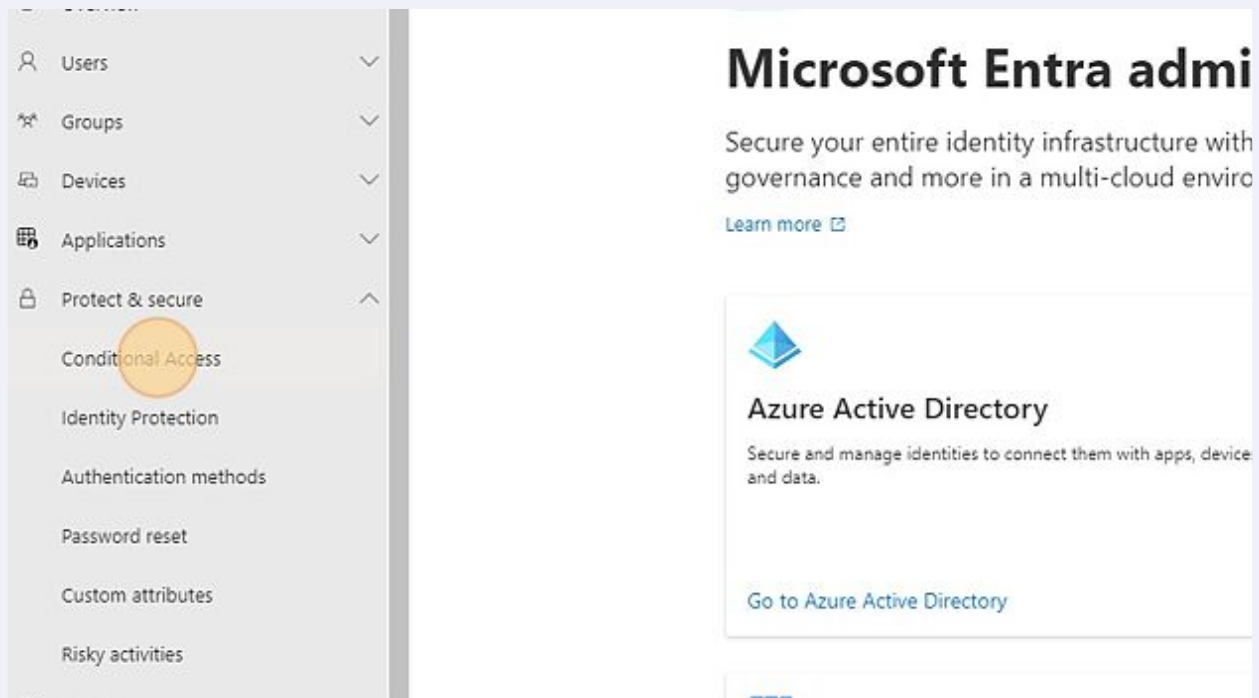 Users
Groups
Devices
Applications
Protect & secure
Conditional Access
Identity Protection
Authentication methods
Password reset
Custom attributes
Risky activities
Microsoft Entra admi
Secure your entire identity infrastructure with
governance and more in a multi-cloud enviro
Learn more
Azure Active Directory
Secure and manage identities to connect them with apps, device
and data.
Go to Azure Active Directory